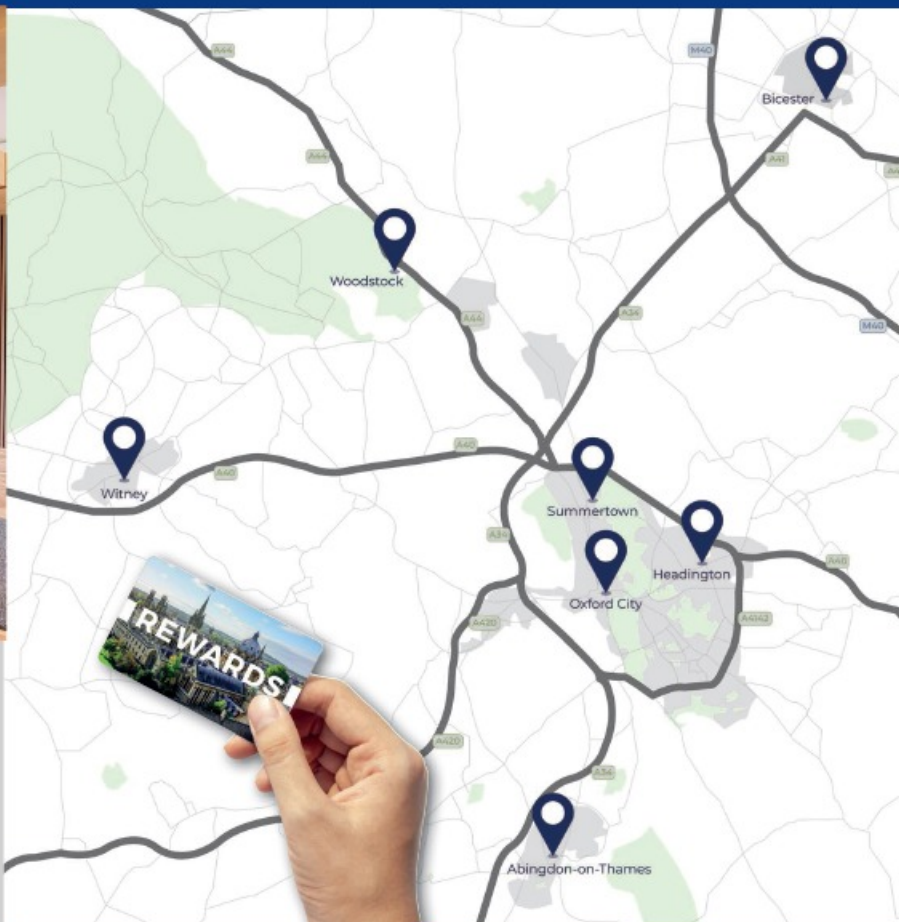 A44
M40
Bicester
A44
A41
Woodstock
A44
A34
M40
A40
Witney
A40
Summertown
A34
Headington
A40
Oxford City
A420
A4142
REWARDS
A420
A34
Abingdon-on-Thames